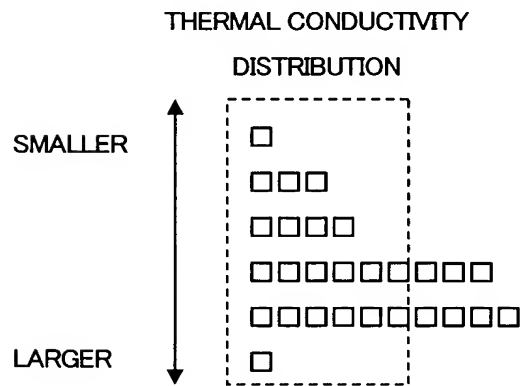 THERMAL CONDUCTIVITY
DISTRIBUTION
SMALLER
LARGER